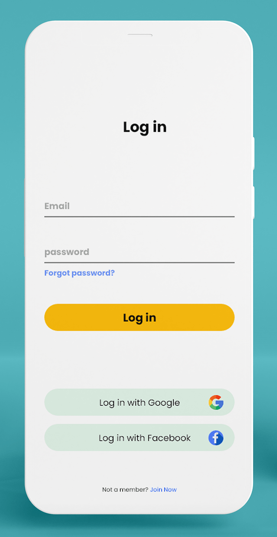 Log in
Email
password
Forgot password?
Log in
Log in with Google
Log in with Facebook
Not a member? Join Now